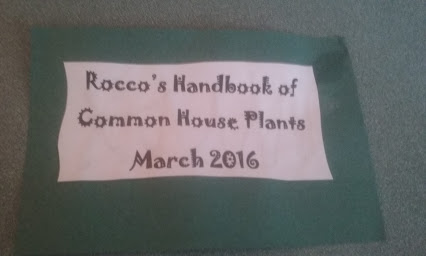 Rocco's Handbook of
Common House Plants
March 2016